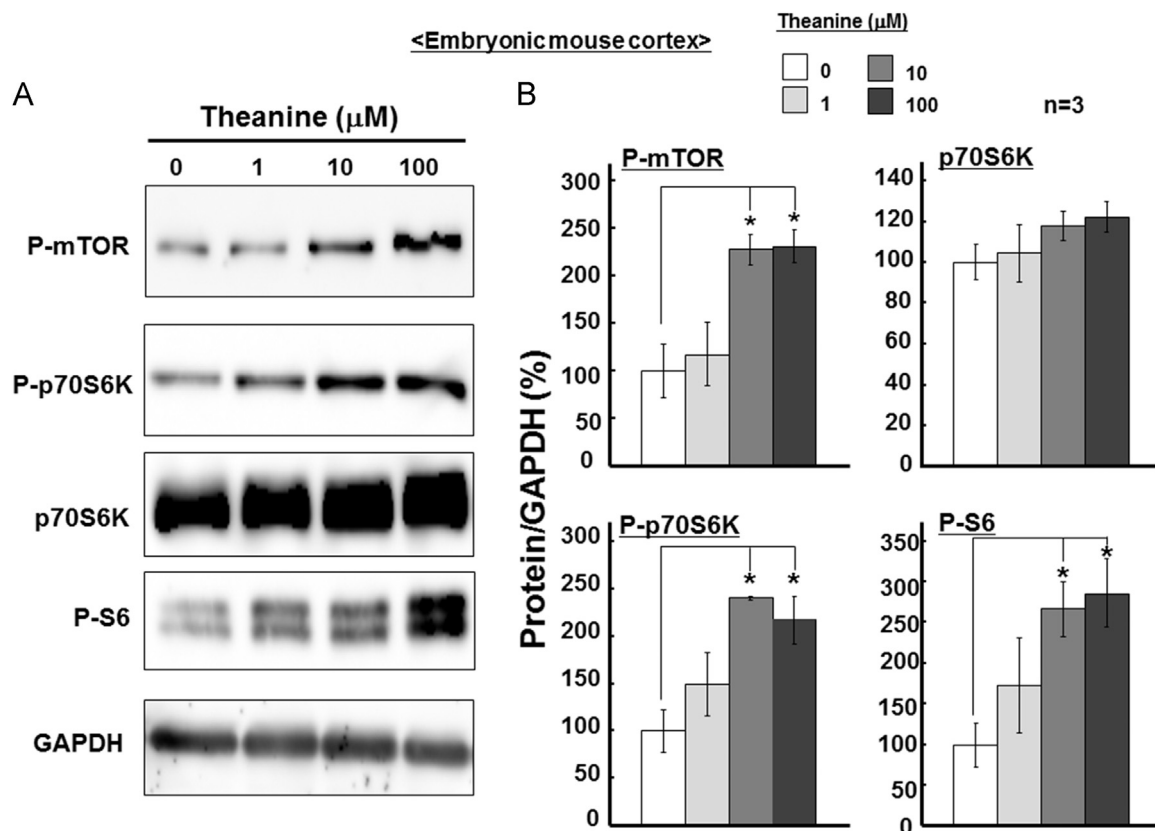 <Embryonic mouse cortex>
Theanine (μM)
0
10
1
100
n=3
A
Theanine (μM)
0 1 10 100
P-mTOR
P-p70S6K
p70S6K
P-S6
GAPDH
B
Protein/GAPDH (%)
P-mTOR
300
250
200
150
100
50
0
* *
p70S6K
140
120
100
80
60
40
20
0
P-p70S6K
300
250
200
150
100
50
0
* *
P-S6
350
300
250
200
150
100
50
0
* *